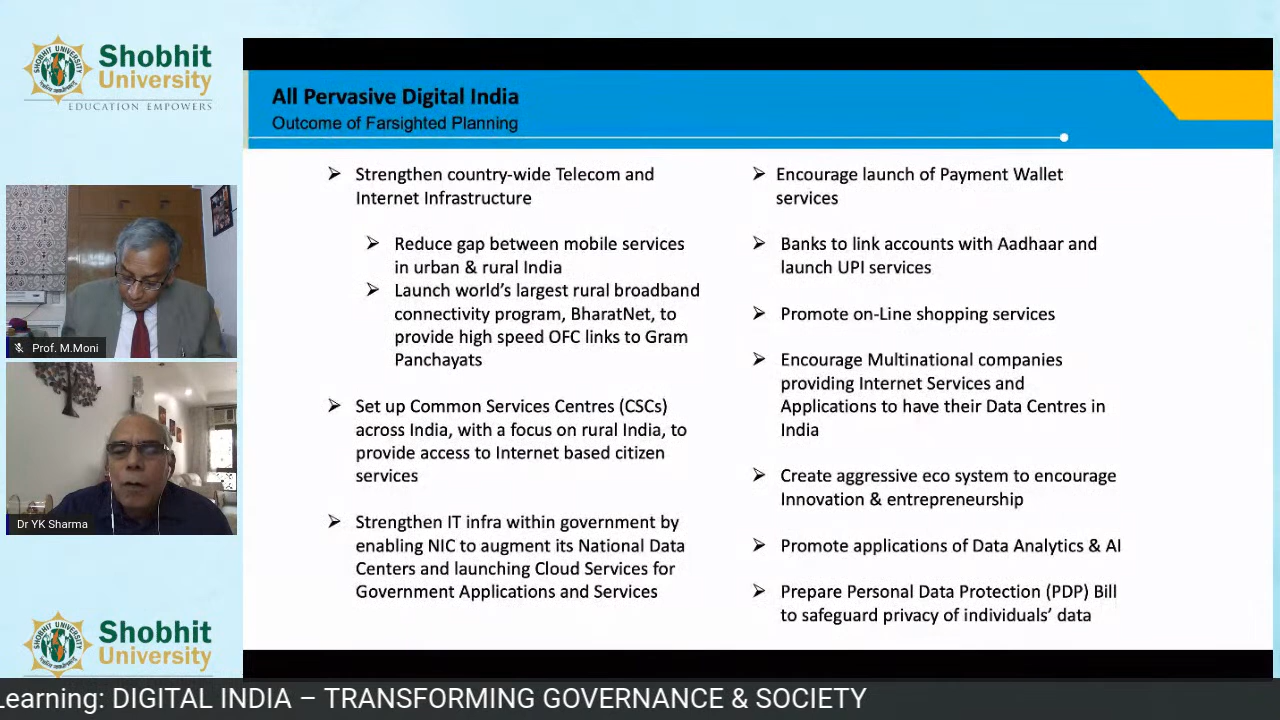 Shobhit
University
EDUCATION EMPOWERS
Prof. M.Moni
Dr YK Sharma
Shobhit
University
All Pervasive Digital India
Outcome of Farsighted Planning
➢ Strengthen country-wide Telecom and
Internet Infrastructure
➢ Reduce gap between mobile services
in urban & rural India
➢ Launch world’s largest rural broadband
connectivity program, BharatNet, to
provide high speed OFC links to Gram
Panchayats
➢ Set up Common Services Centres (CSCs)
across India, with a focus on rural India, to
provide access to Internet based citizen
services
➢ Strengthen IT infra within government by
enabling NIC to augment its National Data
Centers and launching Cloud Services for
Government Applications and Services
➢ Encourage launch of Payment Wallet
services
➢ Banks to link accounts with Aadhaar and
launch UPI services
➢ Promote on-Line shopping services
➢ Encourage Multinational companies
providing Internet Services and
Applications to have their Data Centres in
India
➢ Create aggressive eco system to encourage
Innovation & entrepreneurship
➢ Promote applications of Data Analytics & AI
➢ Prepare Personal Data Protection (PDP) Bill
to safeguard privacy of individuals’ data
Learning: DIGITAL INDIA – TRANSFORMING GOVERNANCE & SOCIETY